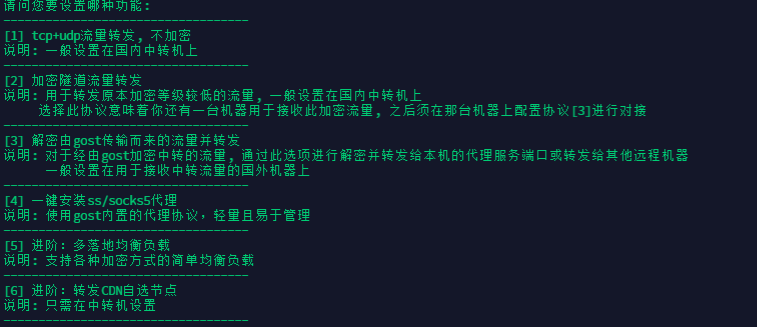 请问您要设置哪种功能:
-----------------------------------
[1] tcp+udp流量转发, 不加密
说明: 一般设置在国内中转机上
-----------------------------------
[2] 加密隧道流量转发
说明: 用于转发原本加密等级较低的流量, 一般设置在国内中转机上
选择此协议意味着你还有一台机器用于接收此加密流量, 之后须在那台机器上配置协议[3]进行对接
-----------------------------------
[3] 解密由gost传输而来的流量并转发
说明: 对于经由gost加密中转的流量, 通过此选项进行解密并转发给本机的代理服务端口或转发给其他远程机器
一般设置在用于接收中转流量的国外机器上
-----------------------------------
[4] 一键安装ss/socks5代理
说明: 使用gost内置的代理协议，轻量且易于管理
-----------------------------------
[5] 进阶: 多落地均衡负载
说明: 支持各种加密方式的简单均衡负载
-----------------------------------
[6] 进阶: 转发CDN自选节点
说明: 只需在中转机设置
-----------------------------------